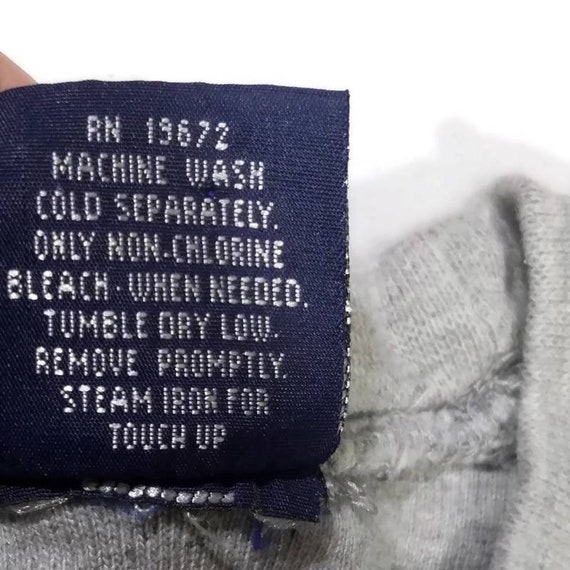 RN 13672
MACHINE WASH
COLD SEPARATELY.
ONLY NON-CHLORINE
BLEACH-WHEN NEEDED.
TUMBLE DRY LOW.
REMOVE PROMPTLY.
STEAM IRON FOR
TOUCH UP